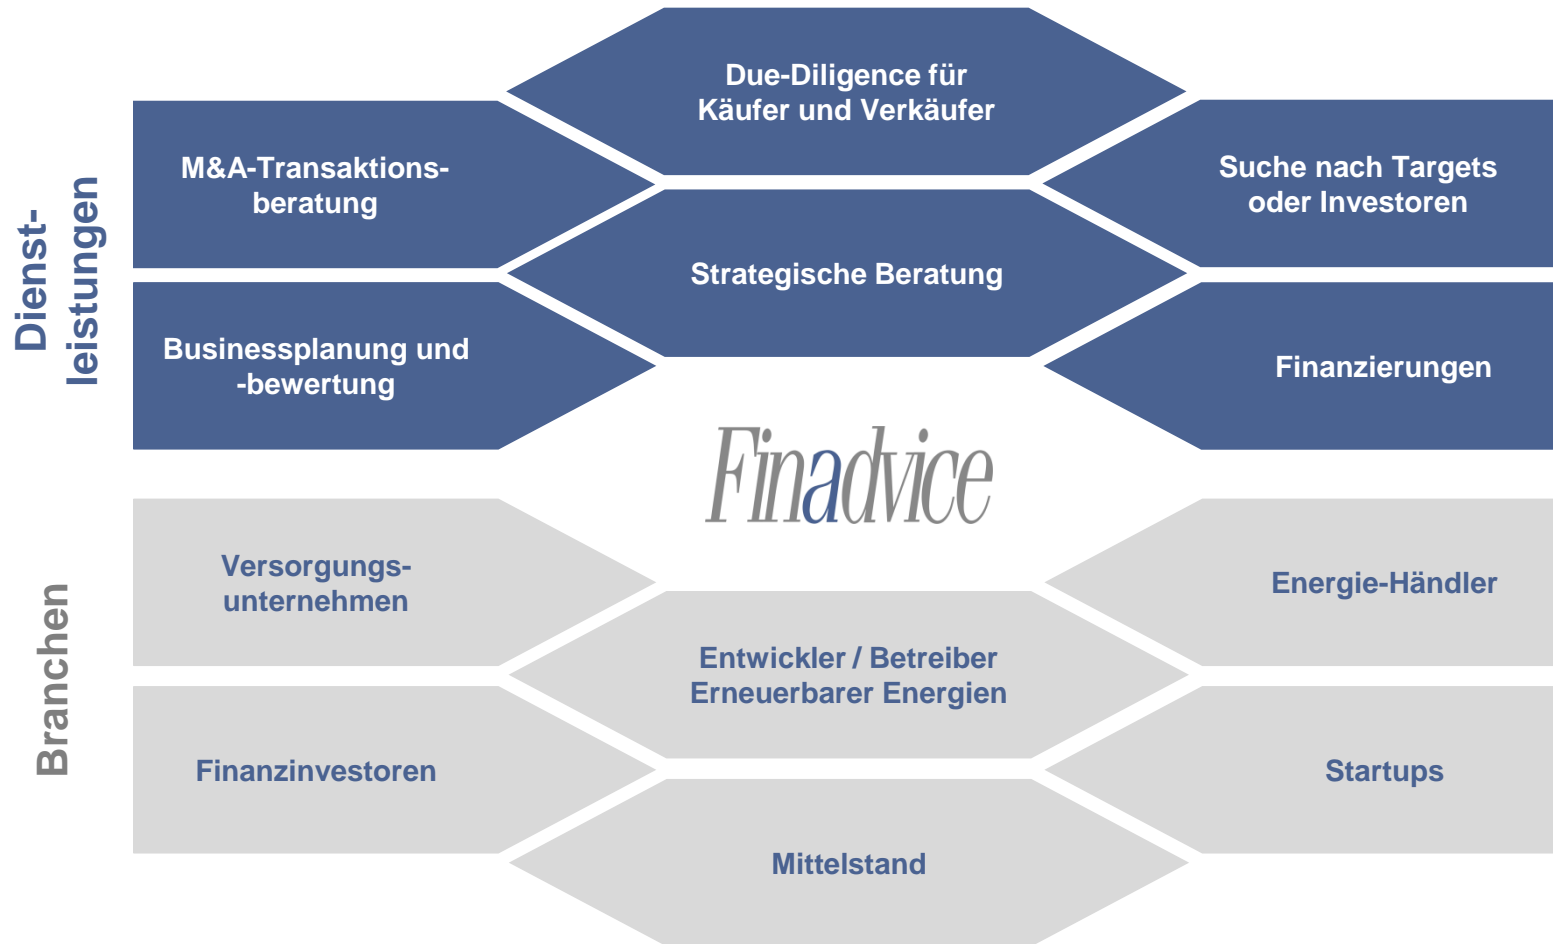 Dienst-
leistungen
Due-Diligence für
Käufer und Verkäufer
M&A-Transaktions-
beratung
Suche nach Targets
oder Investoren
Strategische Beratung
Businessplanung und
-bewertung
Finanzierungen
Finadvice
Branchen
Versorgungs-
unternehmen
Energie-Händler
Entwickler / Betreiber
Erneuerbarer Energien
Finanzinvestoren
Startups
Mittelstand